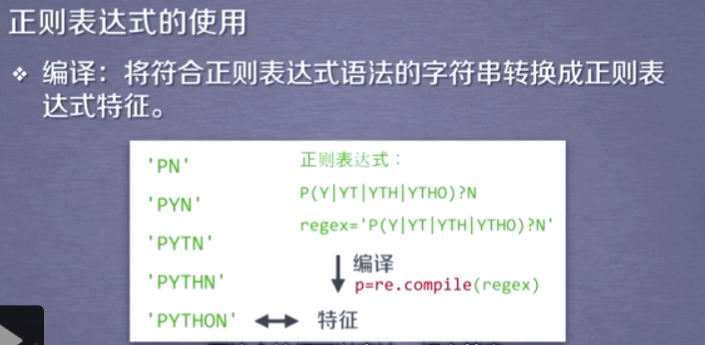 正则表达式的使用
❖ 编译：将符合正则表达式语法的字符串转换成正则表
达式特征。
'PN'
'PYN'
'PYTN'
'PYTHN'
'PYTHON'
正则表达式：
P(Y|YT|YTH|YTHO)?N
regex='P(Y|YT|YTH|YTHO)?N'
编译
p=re.compile(regex)
特征